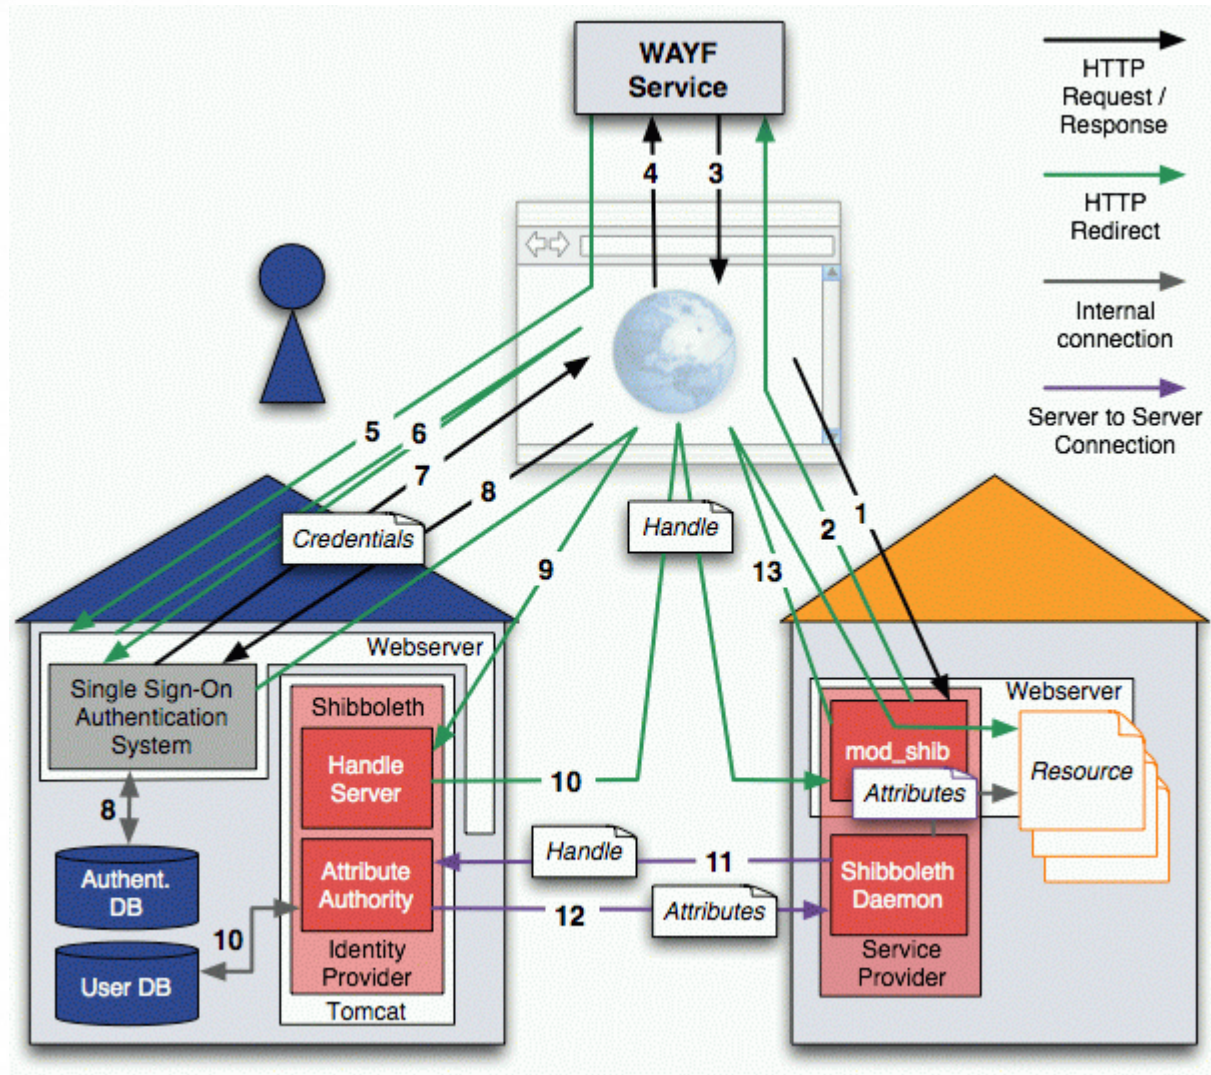 WAYF
Service
HTTP
Request /
Response
HTTP
Redirect
Internal
connection
Server to Server
Connection
4
3
5
6
7
8
1
2
Credentials
Handle
9
13
Webserver
Single Sign-On
Authentication
System
Shibboleth
Handle
Server
10
8
Authent.
DB
Attribute
Authority
10
User DB
Identity
Provider
Tomcat
Handle
11
12
Attributes
Webserver
mod_shib
Attributes
Resource
Shibboleth
Daemon
Service
Provider